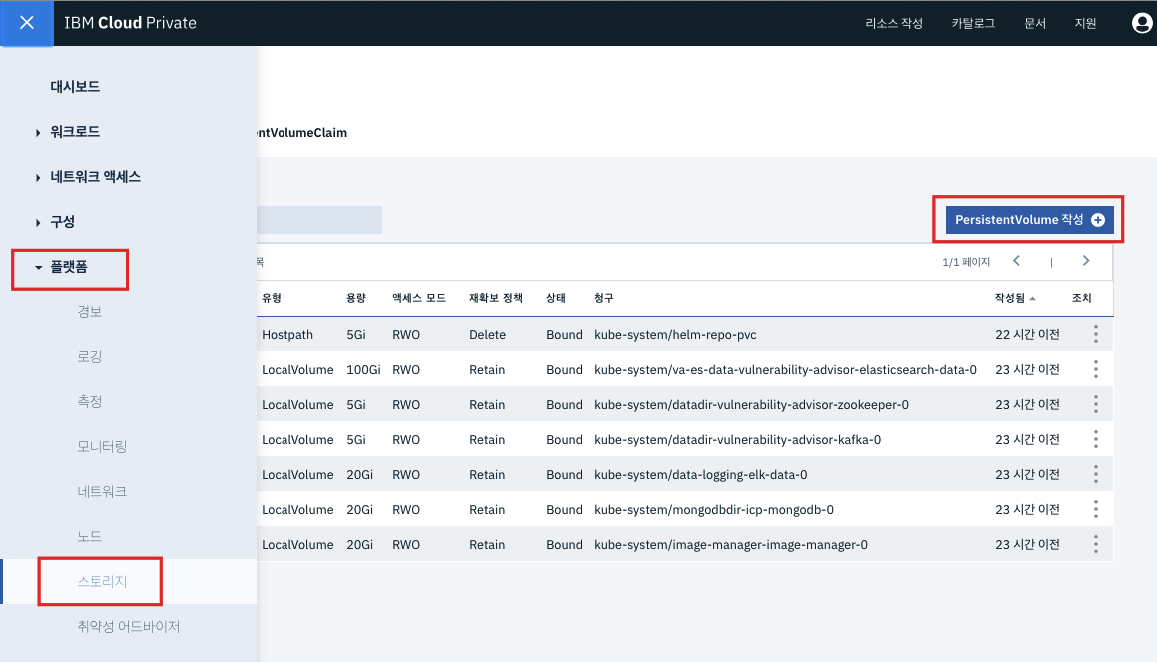 IBM Cloud Private
리소스 작성 카탈로그 문서 지원
대시보드
워크로드
네트워크 액세스
구성
플랫폼
경보
로깅
측정
모니터링
네트워크
노드
스토리지
취약성 어드바이저
ntVolumeClaim
PersistentVolume 작성
목
1/1 페이지 |
유형 용량 액세스 모드 재확보 정책 상태 청구 작성됨 조치
Hostpath 5Gi RWO Delete Bound kube-system/helm-repo-pvc 22 시간 이전
LocalVolume 100Gi RWO Retain Bound kube-system/va-es-data-vulnerability-advisor-elasticsearch-data-0 23 시간 이전
LocalVolume 5Gi RWO Retain Bound kube-system/datadir-vulnerability-advisor-zookeeper-0 23 시간 이전
LocalVolume 5Gi RWO Retain Bound kube-system/datadir-vulnerability-advisor-kafka-0 23 시간 이전
LocalVolume 20Gi RWO Retain Bound kube-system/data-logging-elk-data-0 23 시간 이전
LocalVolume 20Gi RWO Retain Bound kube-system/mongodbdir-icp-mongodb-0 23 시간 이전
LocalVolume 20Gi RWO Retain Bound kube-system/image-manager-image-manager-0 23 시간 이전